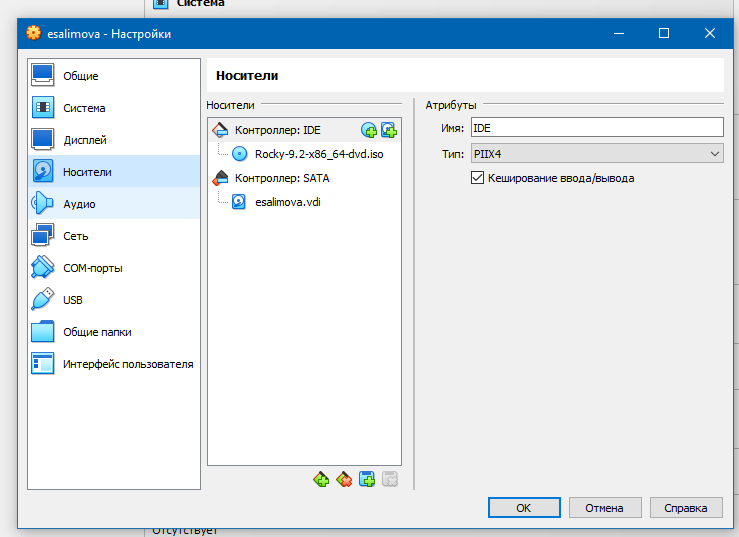 Система
esalimova - Настройки
Общие
Система
Дисплей
Носители
Аудио
Сеть
COM-порты
USB
Общие папки
Интерфейс пользователя
Носители
Носители
Контроллер: IDE
Rocky-9.2-x86_64-dvd.iso
Контроллер: SATA
esalimova.vdi
Атрибуты
Имя: IDE
Тип: PIIX4
Кеширование ввода/вывода
OK Отмена Справка
Отсутствует